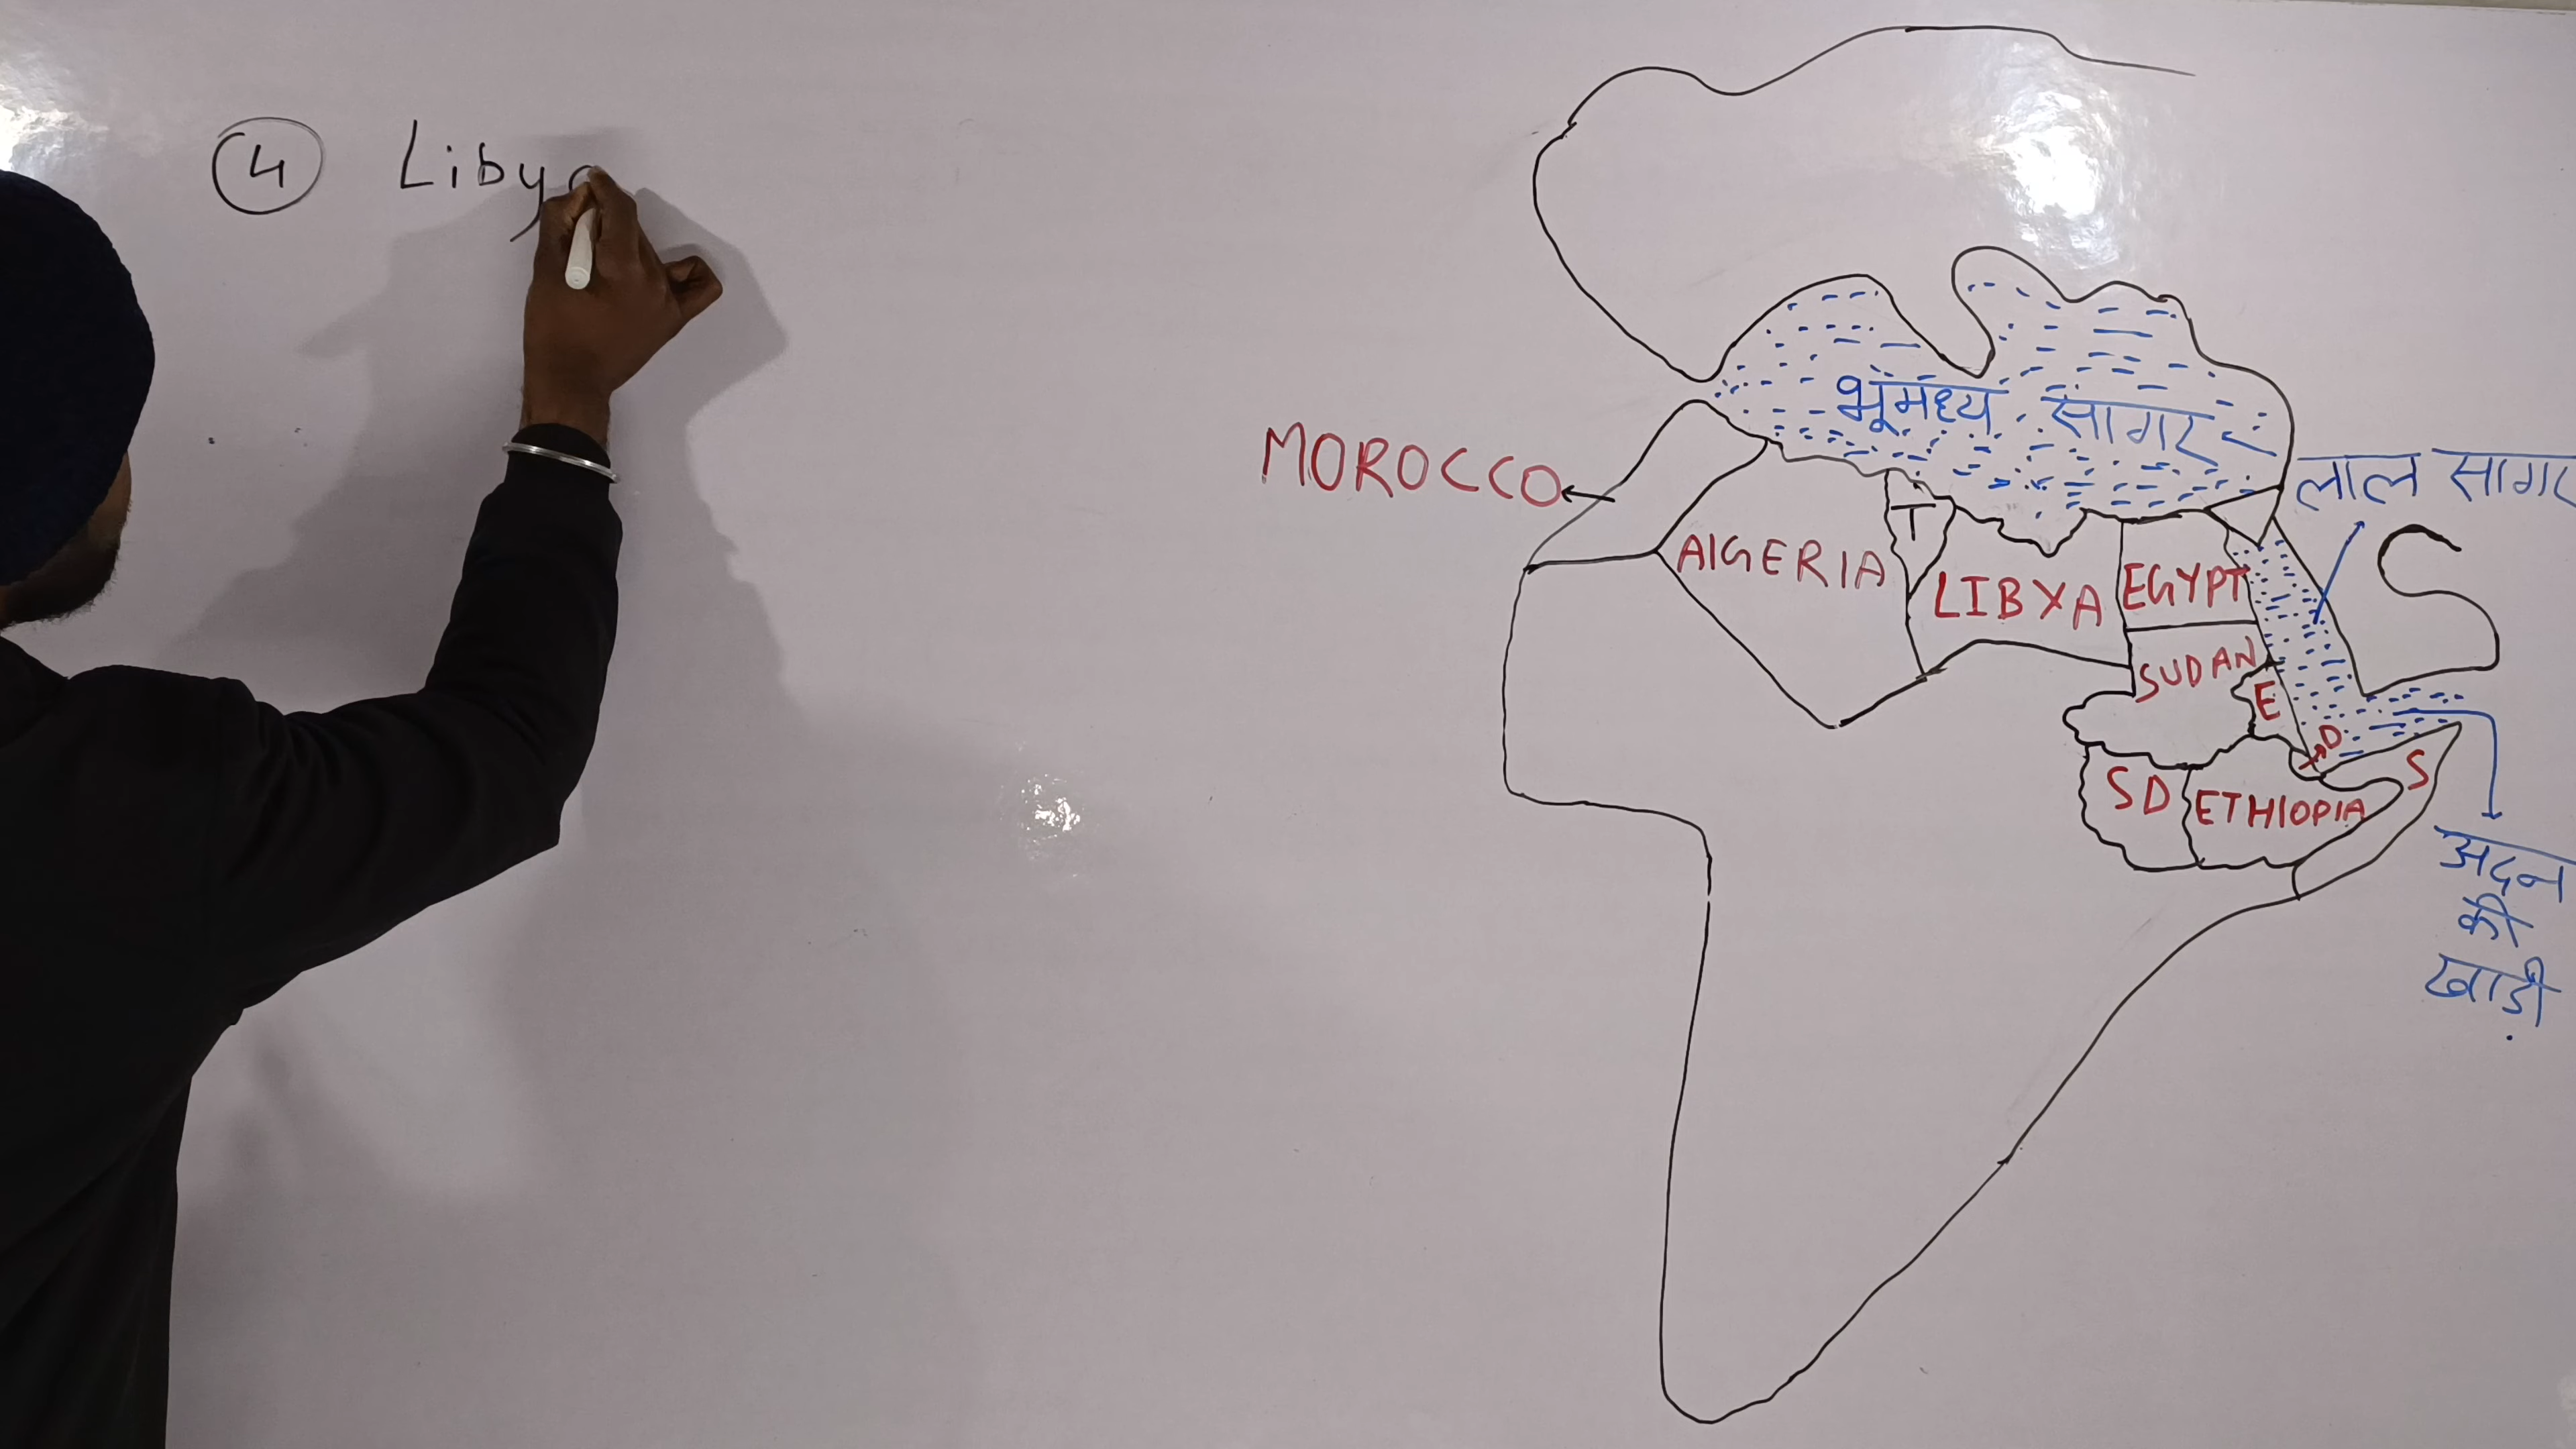 4 Libya
भूमध्य सागर
MOROCCO
लाल सागर
T
AlGERIA
LIBYA
EGYPT
SUDAN
E
D
S
SD
ETHIOPIA
अदन
की
खाड़ी